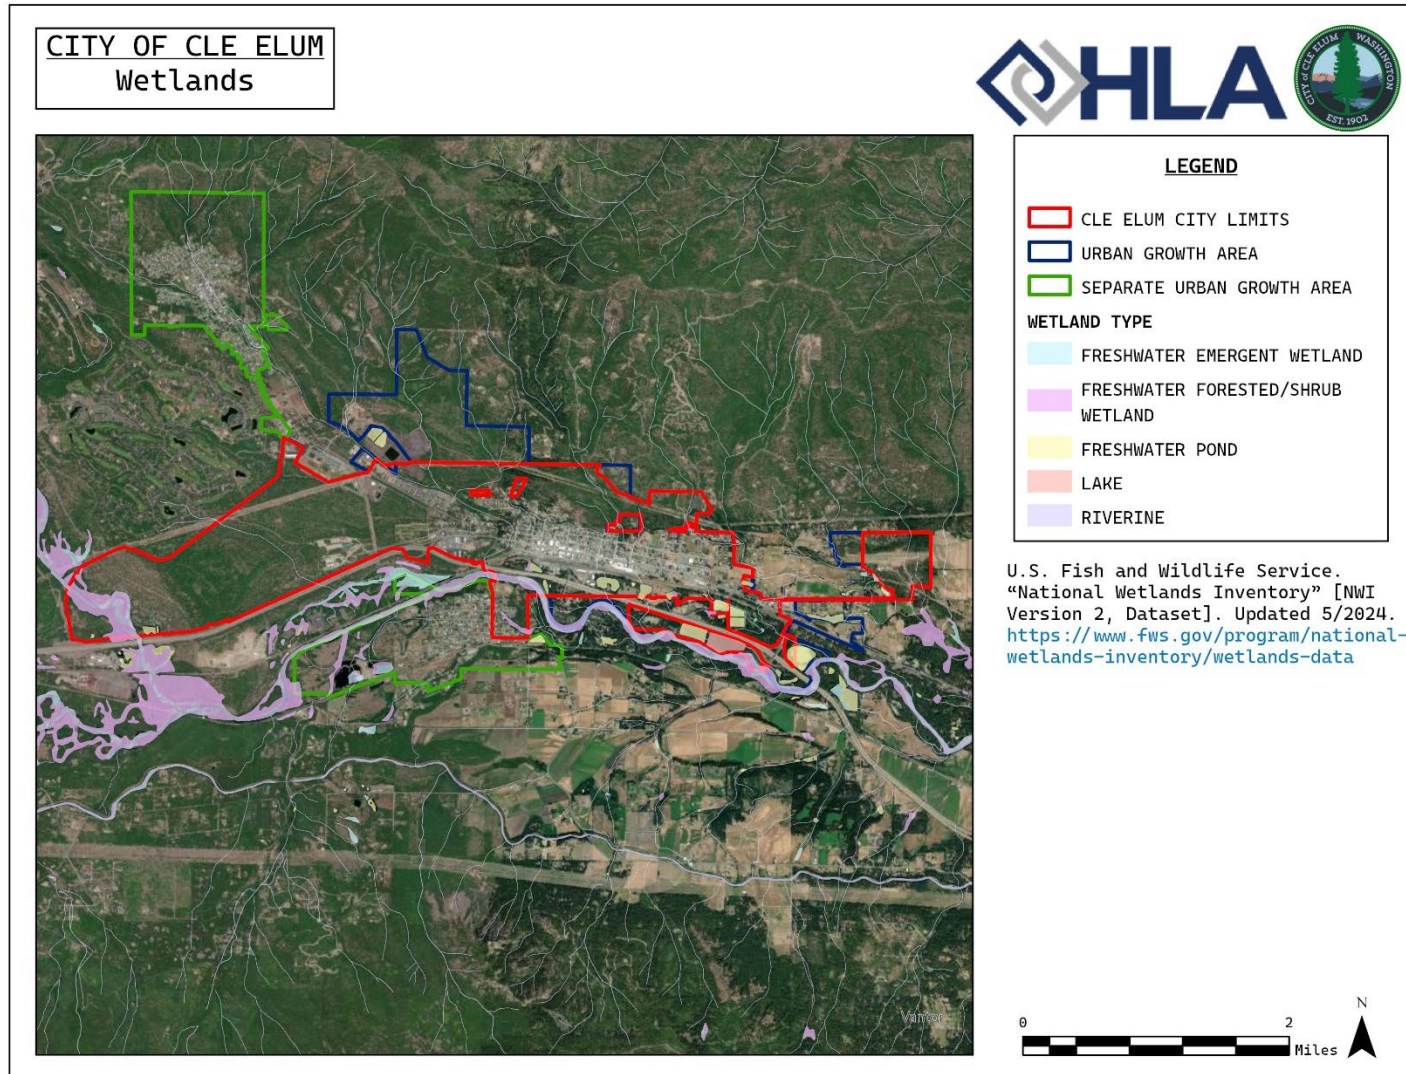 CITY OF CLE ELUM
Wetlands
HLA
CITY OF CLE ELUM WASHINGTON
EST. 1902
LEGEND
CLE ELUM CITY LIMITS
URBAN GROWTH AREA
SEPARATE URBAN GROWTH AREA
WETLAND TYPE
FRESHWATER EMERGENT WETLAND
FRESHWATER FORESTED/SHRUB
WETLAND
FRESHWATER POND
LAKE
RIVERINE
U.S. Fish and Wildlife Service.
“National Wetlands Inventory” [NWI
Version 2, Dataset]. Updated 5/2024.
https://www.fws.gov/program/national-
wetlands-inventory/wetlands-data
Vantor
N
0 2
Miles